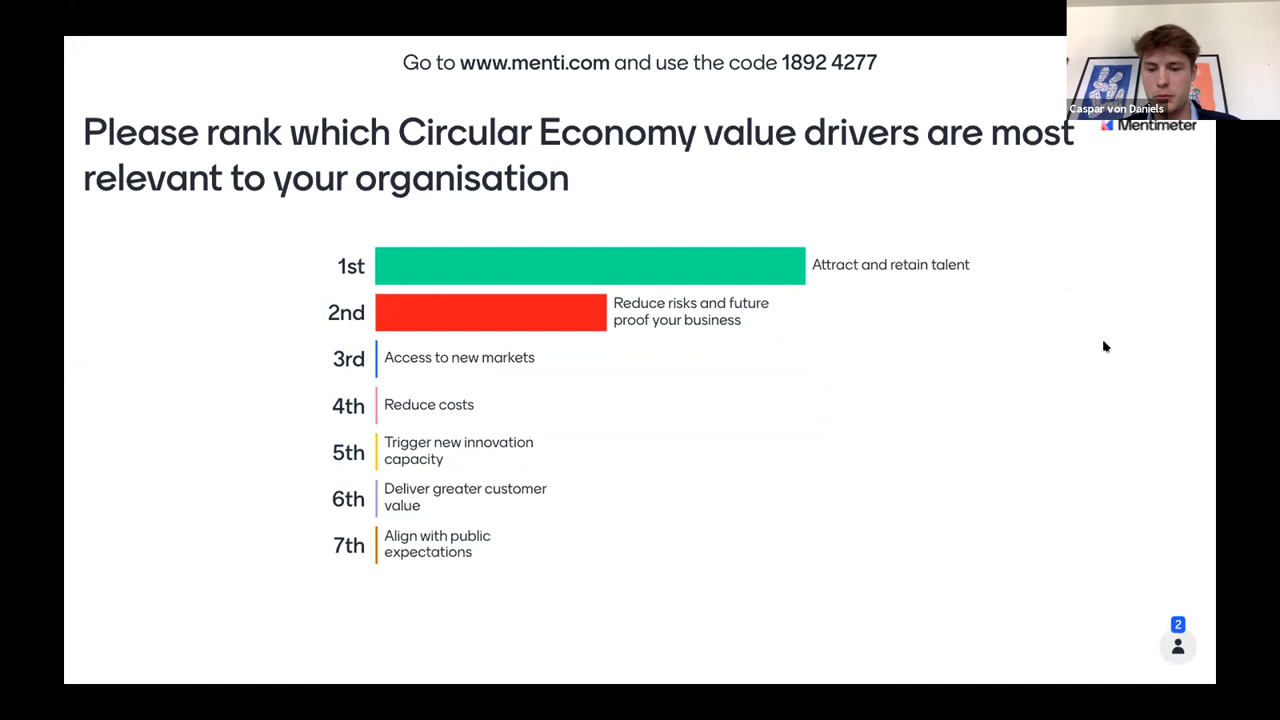 Go to www.menti.com and use the code 1892 4277
Caspar von Daniels
Mentimeter
Please rank which Circular Economy value drivers are most
relevant to your organisation
1st
Attract and retain talent
2nd
Reduce risks and future
proof your business
3rd
Access to new markets
4th
Reduce costs
5th
Trigger new innovation
capacity
6th
Deliver greater customer
value
7th
Align with public
expectations
2